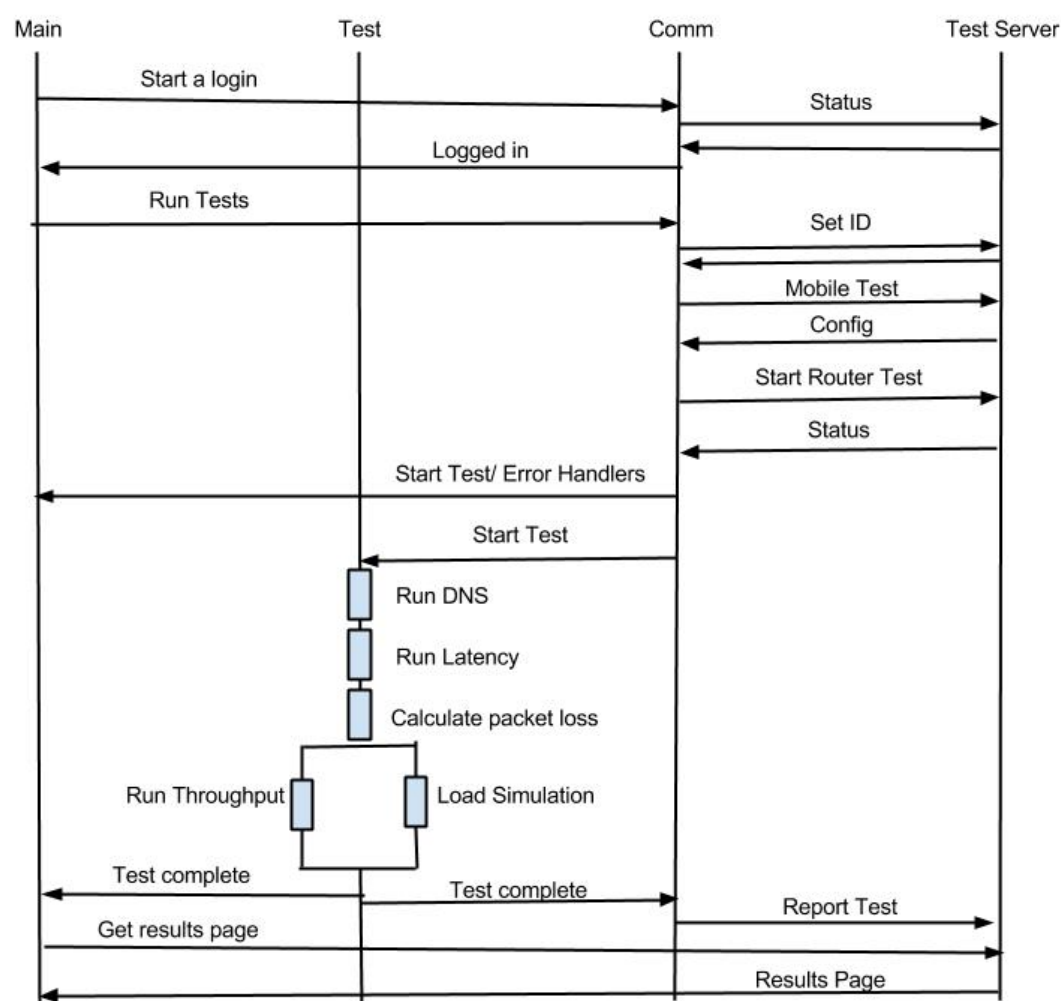 Main
Test
Comm
Test Server
Start a login
Status
Logged in
Run Tests
Set ID
Mobile Test
Config
Start Router Test
Status
Start Test/ Error Handlers
Start Test
Run DNS
Run Latency
Calculate packet loss
Run Throughput
Load Simulation
Test complete
Test complete
Report Test
Get results page
Results Page